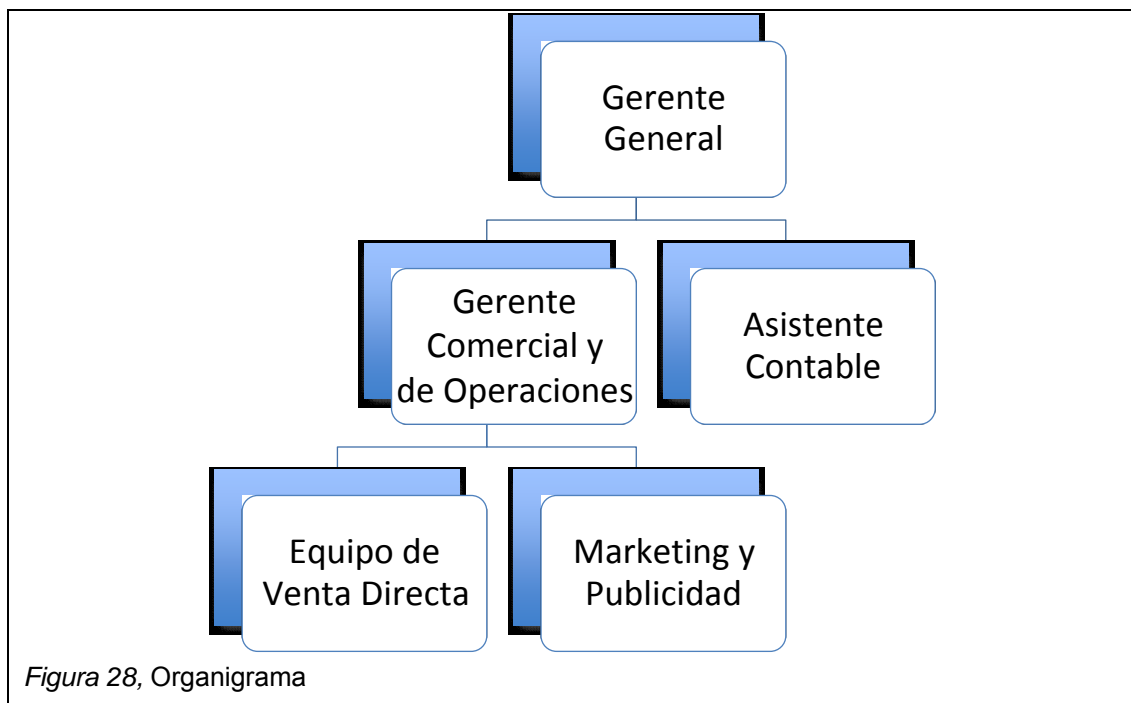 Gerente
General
Gerente
Comercial y
de Operaciones
Asistente
Contable
Equipo de
Venta Directa
Marketing y
Publicidad
Figura 28, Organigrama